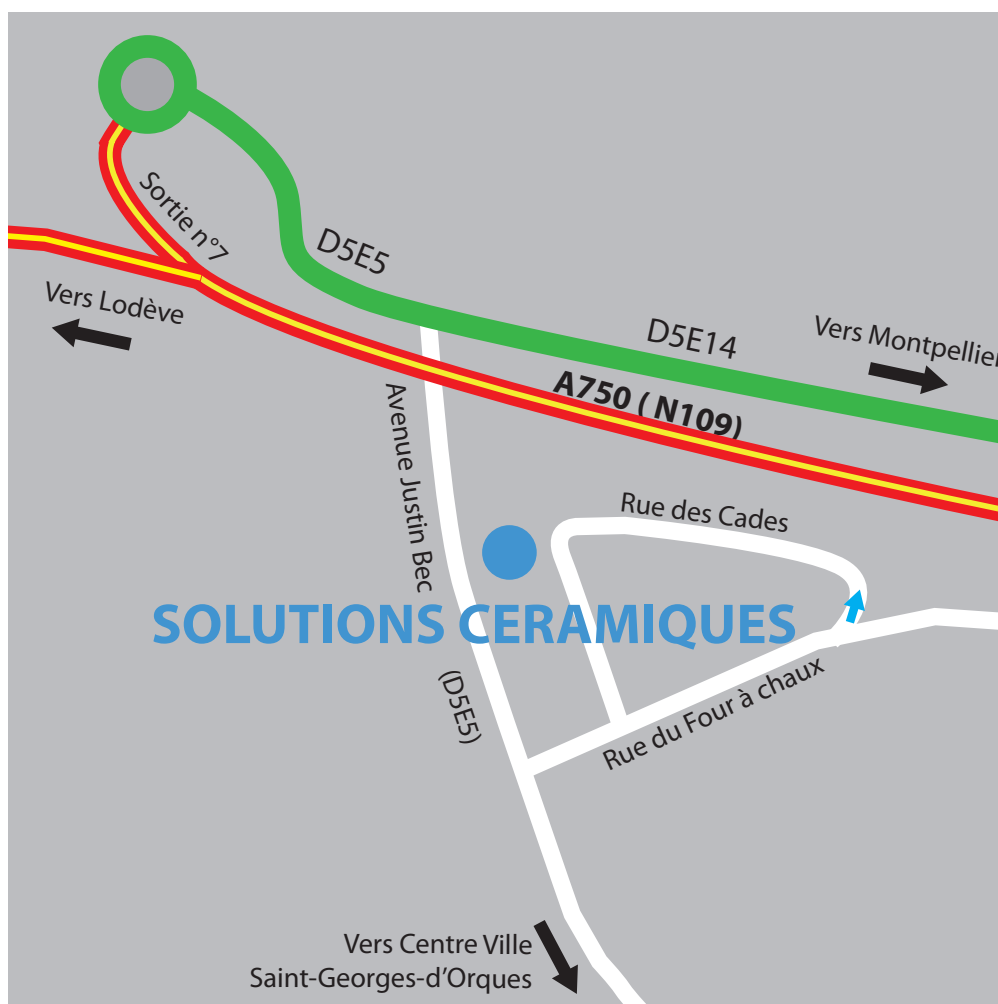 Sortie n°7
D5E5
Vers Lodève
D5E14
Vers Montpellier
A750 ( N109)
Avenue Justin Bec
Rue des Cades
SOLUTIONS CERAMIQUES
(D5E5)
Rue du Four à chaux
Vers Centre Ville
Saint-Georges-d'Orques